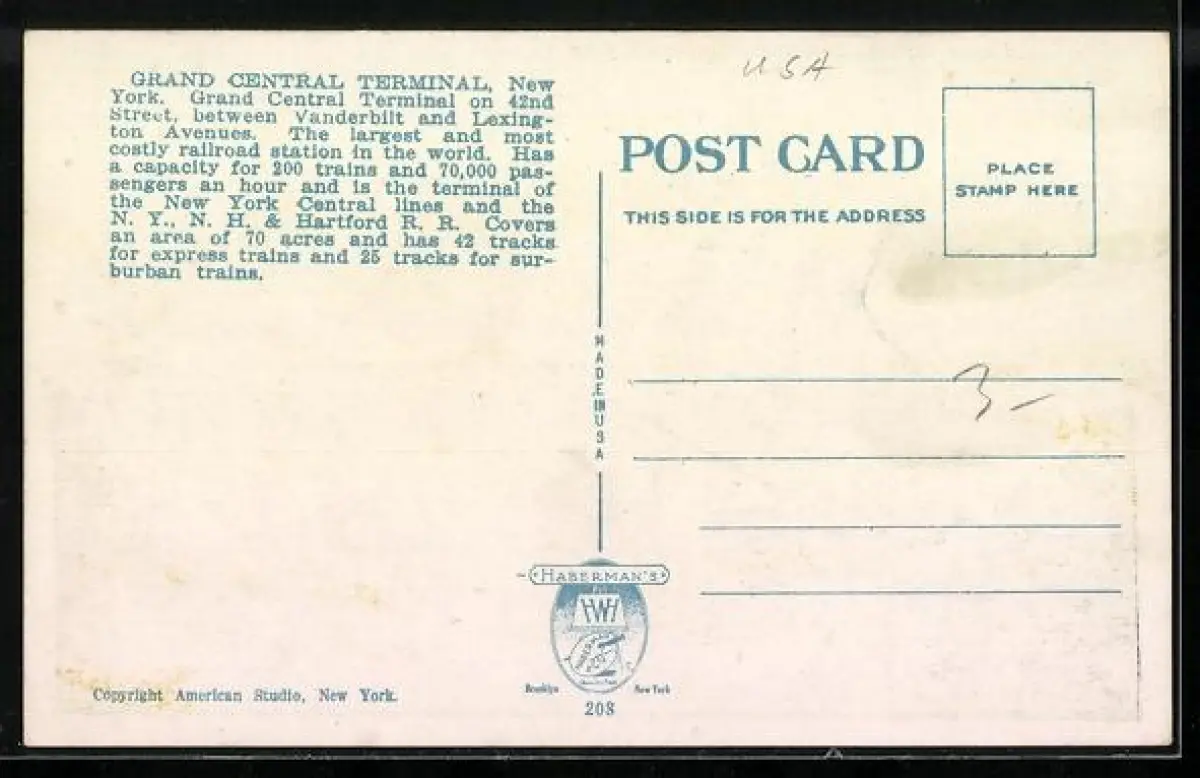 GRAND CENTRAL TERMINAL, New
York. Grand Central Terminal on 42nd
Street, between Vanderbilt and Lexing-
ton Avenues. The largest and most
costly railroad station in the world. Has
a capacity for 200 trains and 70,000 pas-
sengers an hour and is the terminal of
the New York Central lines and the
N. Y., N. H. & Hartford R. R. Covers
an area of 70 acres and has 42 tracks
for express trains and 25 tracks for sur-
burban trains.
Copyright American Studio, New York.
MADE IN USA
HABERMAN'S
HWH
Brooklyn New York
208
USA
POST CARD
THIS SIDE IS FOR THE ADDRESS
PLACE
STAMP HERE
3-